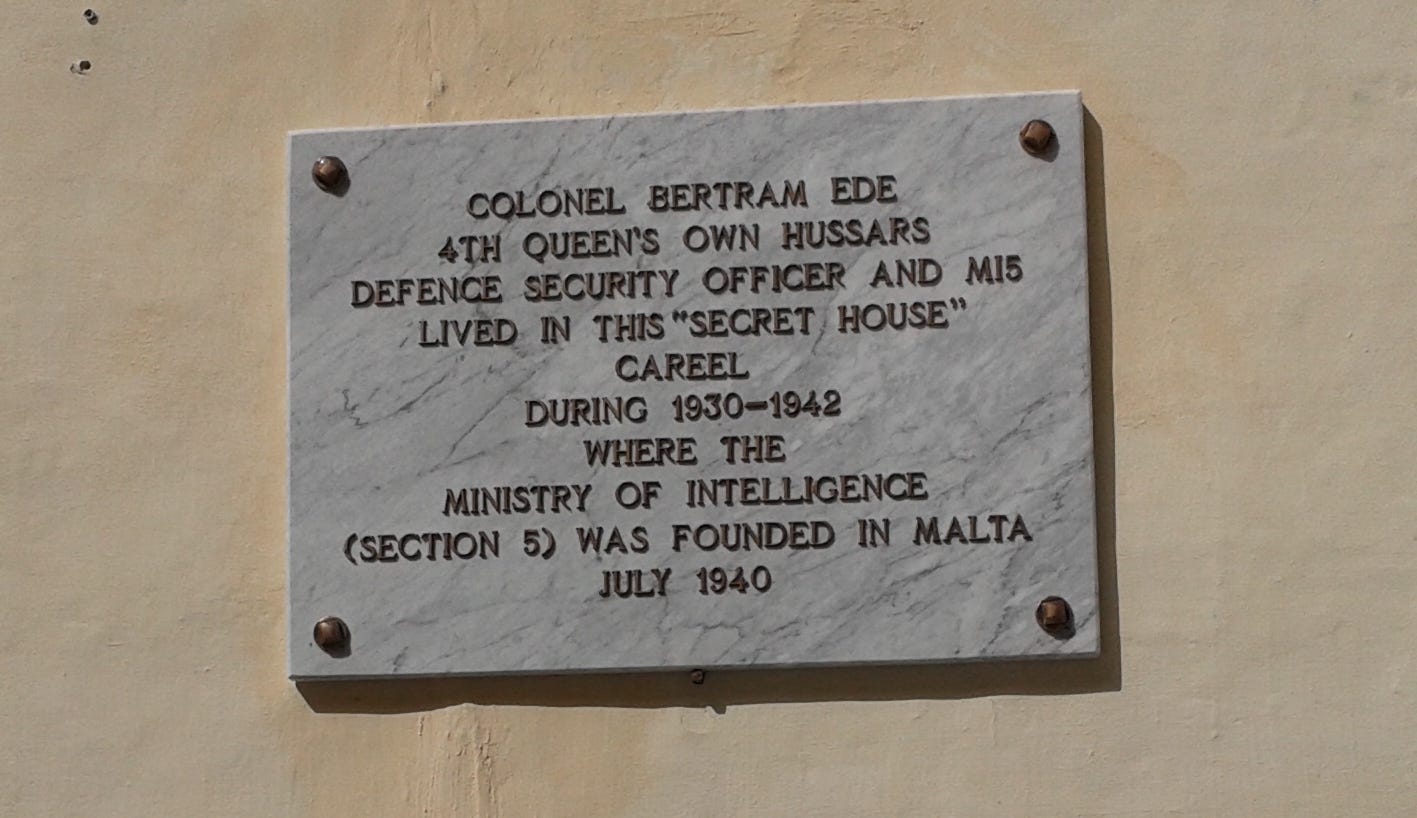 COLONEL BERTRAM EDE
4TH QUEEN'S OWN HUSSARS
DEFENCE SECURITY OFFICER AND MI5
LIVED IN THIS "SECRET HOUSE"
CAREEL
DURING 1930-1942
WHERE THE
MINISTRY OF INTELLIGENCE
(SECTION 5) WAS FOUNDED IN MALTA
JULY 1940